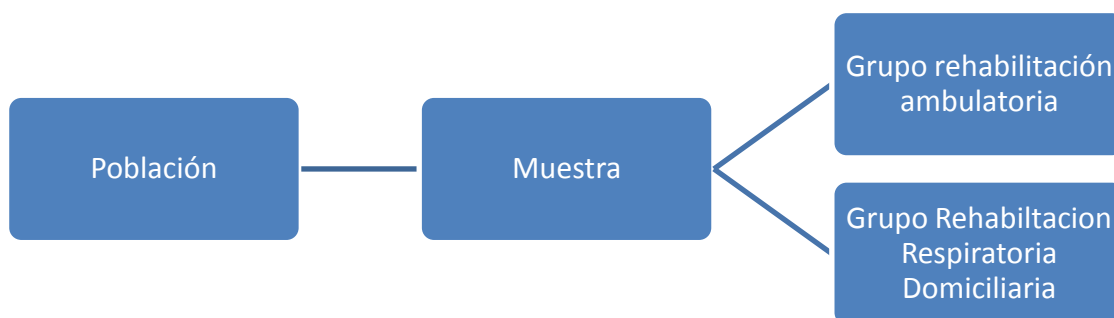 Población
Muestra
Grupo rehabilitación
ambulatoria
Grupo Rehabiltacion
Respiratoria
Domiciliaria